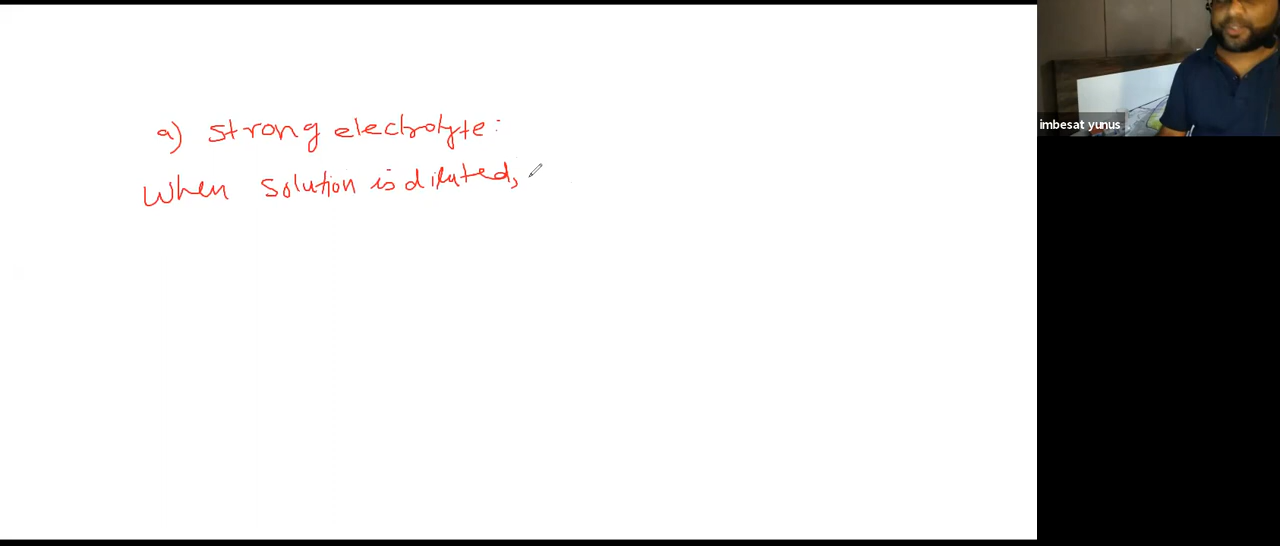 a) strong electrolyte:
When solution is diluted,
imbesat yunus